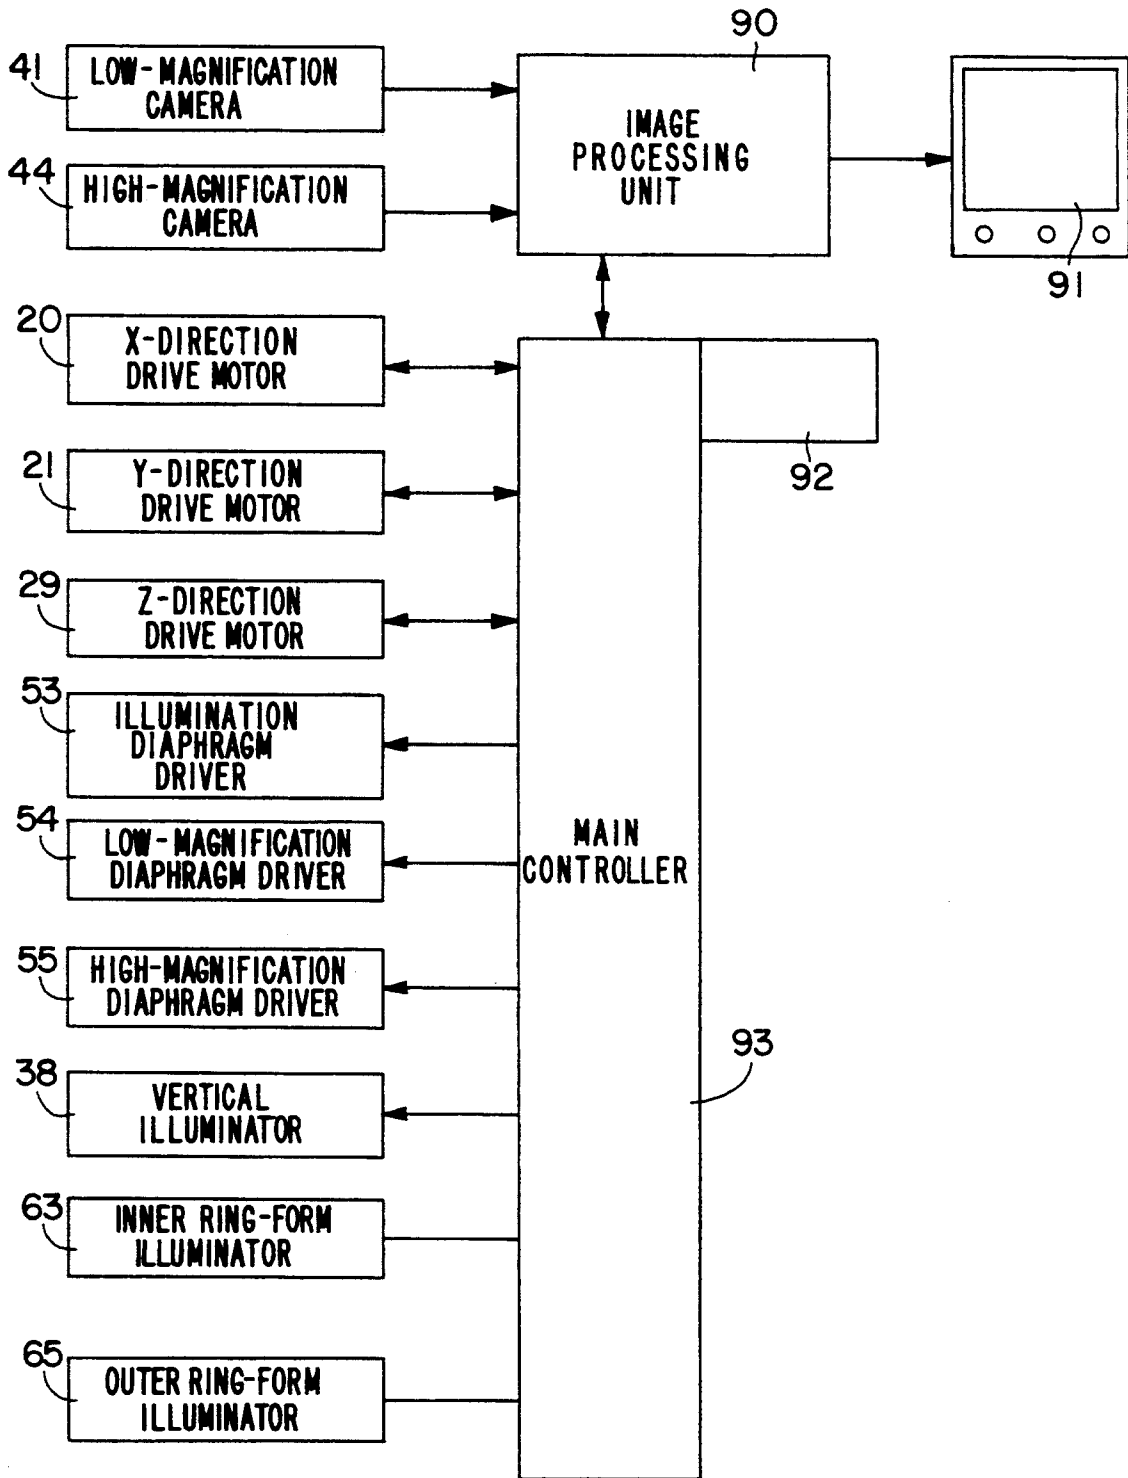 90
41
LOW-MAGNIFICATION
CAMERA
IMAGE
PROCESSING
UNIT
44
HIGH-MAGNIFICATION
CAMERA
91
20
X-DIRECTION
DRIVE MOTOR
92
21
Y-DIRECTION
DRIVE MOTOR
29
Z-DIRECTION
DRIVE MOTOR
53
ILLUMINATION
DIAPHRAGM
DRIVER
54
LOW-MAGNIFICATION
DIAPHRAGM DRIVER
MAIN
CONTROLLER
55
HIGH-MAGNIFICATION
DIAPHRAGM DRIVER
93
38
VERTICAL
ILLUMINATOR
63
INNER RING-FORM
ILLUMINATOR
65
OUTER RING-FORM
ILLUMINATOR